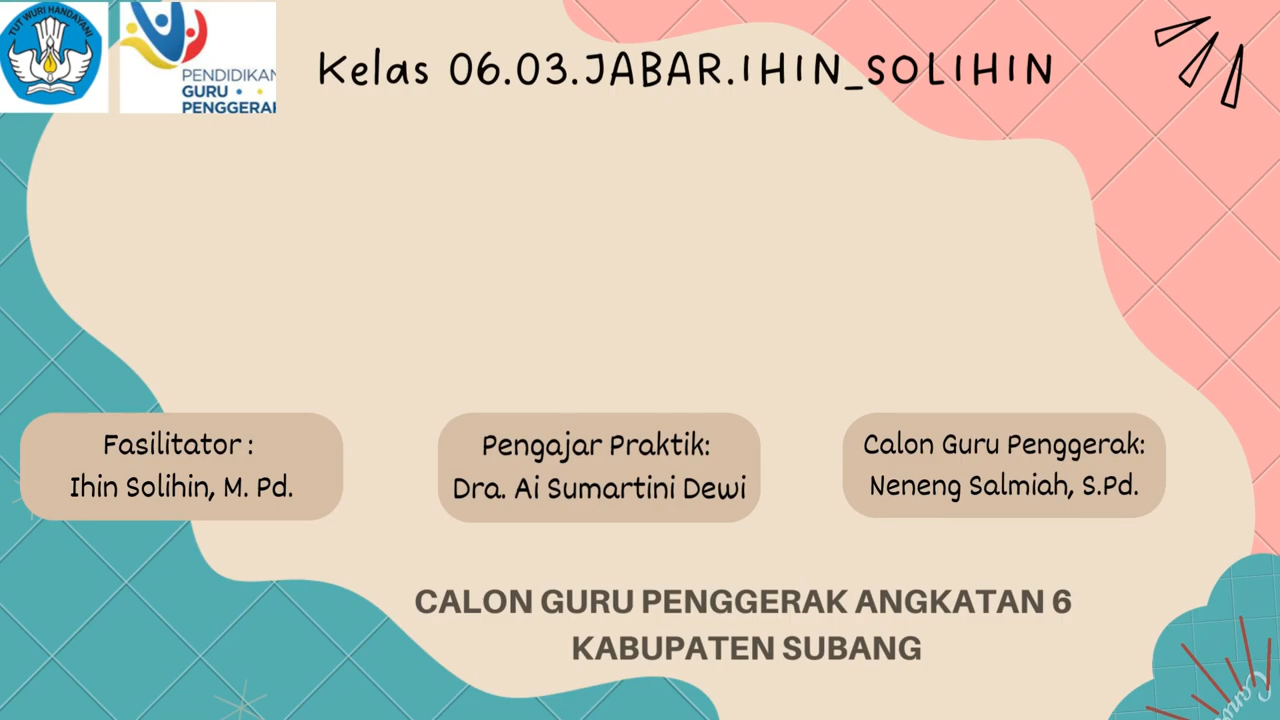 TUT WURI HANDAYANI
PENDIDIKAN
GURU
PENGGERAK
Kelas 06.03.JABAR.IHIN_SOLIHIN
Fasilitator :
Ihin Solihin, M. Pd.
Pengajar Praktik:
Dra. Ai Sumartini Dewi
Calon Guru Penggerak:
Neneng Salmiah, S.Pd.
CALON GURU PENGGERAK ANGKATAN 6
KABUPATEN SUBANG